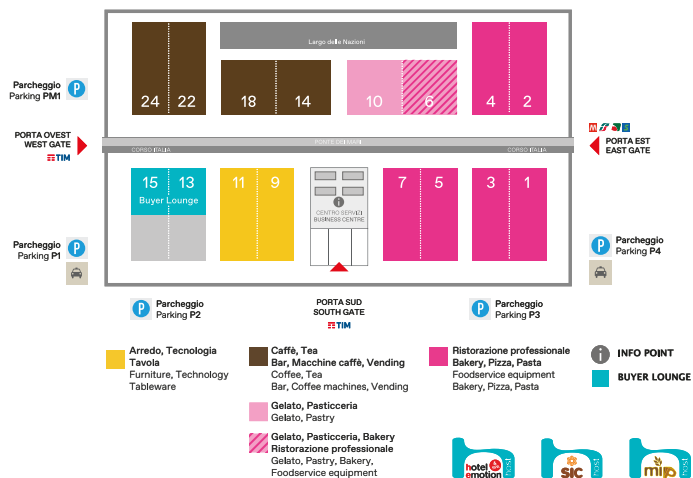 Largo delle Nazioni
24 22
18 14
10 6
4 2
Parcheggio
Parking PM1
PORTA OVEST
WEST GATE
TIM
PONTE DEI MARI
CORSO ITALIA
CORSO ITALIA
M
S
PORTA EST
EAST GATE
15 13
Buyer Lounge
11 9
CENTRO SERVIZI
BUSINESS CENTRE
7 5
3 1
Parcheggio
Parking P1
P
Parcheggio
Parking P4
P
P
P
Parcheggio
Parking P2
PORTA SUD
SOUTH GATE
TIM
P
Parcheggio
Parking P3
Arredo, Tecnologia
Tavola
Furniture, Technology
Tableware
Caffè, Tea
Bar, Macchine caffè, Vending
Coffee, Tea
Bar, Coffee machines, Vending
Gelato, Pasticceria
Gelato, Pastry
Gelato, Pasticceria, Bakery
Ristorazione professionale
Gelato, Pastry, Bakery,
Foodservice equipment
Ristorazione professionale
Bakery, Pizza, Pasta
Foodservice equipment
Bakery, Pizza, Pasta
i INFO POINT
BUYER LOUNGE
hotel
emotion
host
SIC
host
mipp
host